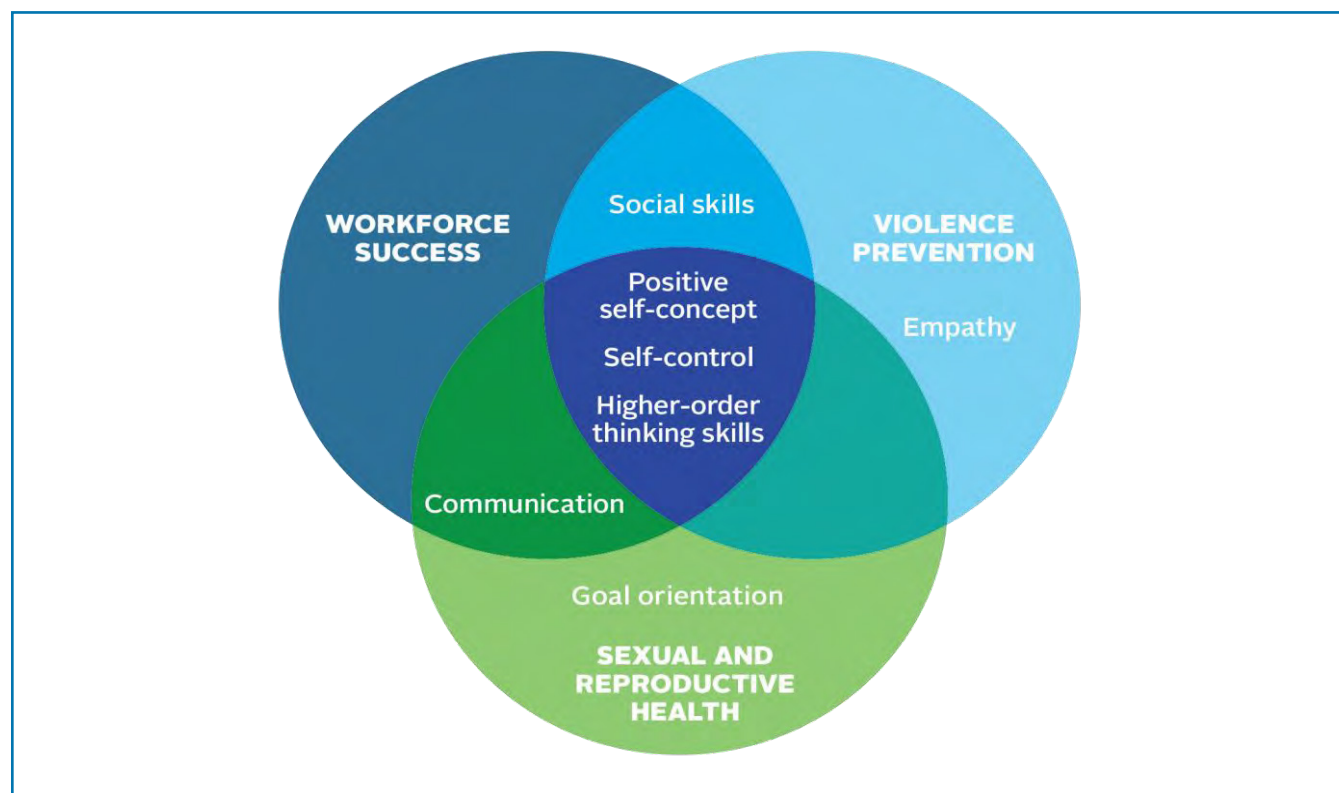 Social skills
WORKFORCE
SUCCESS
VIOLENCE
PREVENTION
Positive
self-concept
Empathy
Self-control
Higher-order
thinking skills
Communication
Goal orientation
SEXUAL AND
REPRODUCTIVE
HEALTH